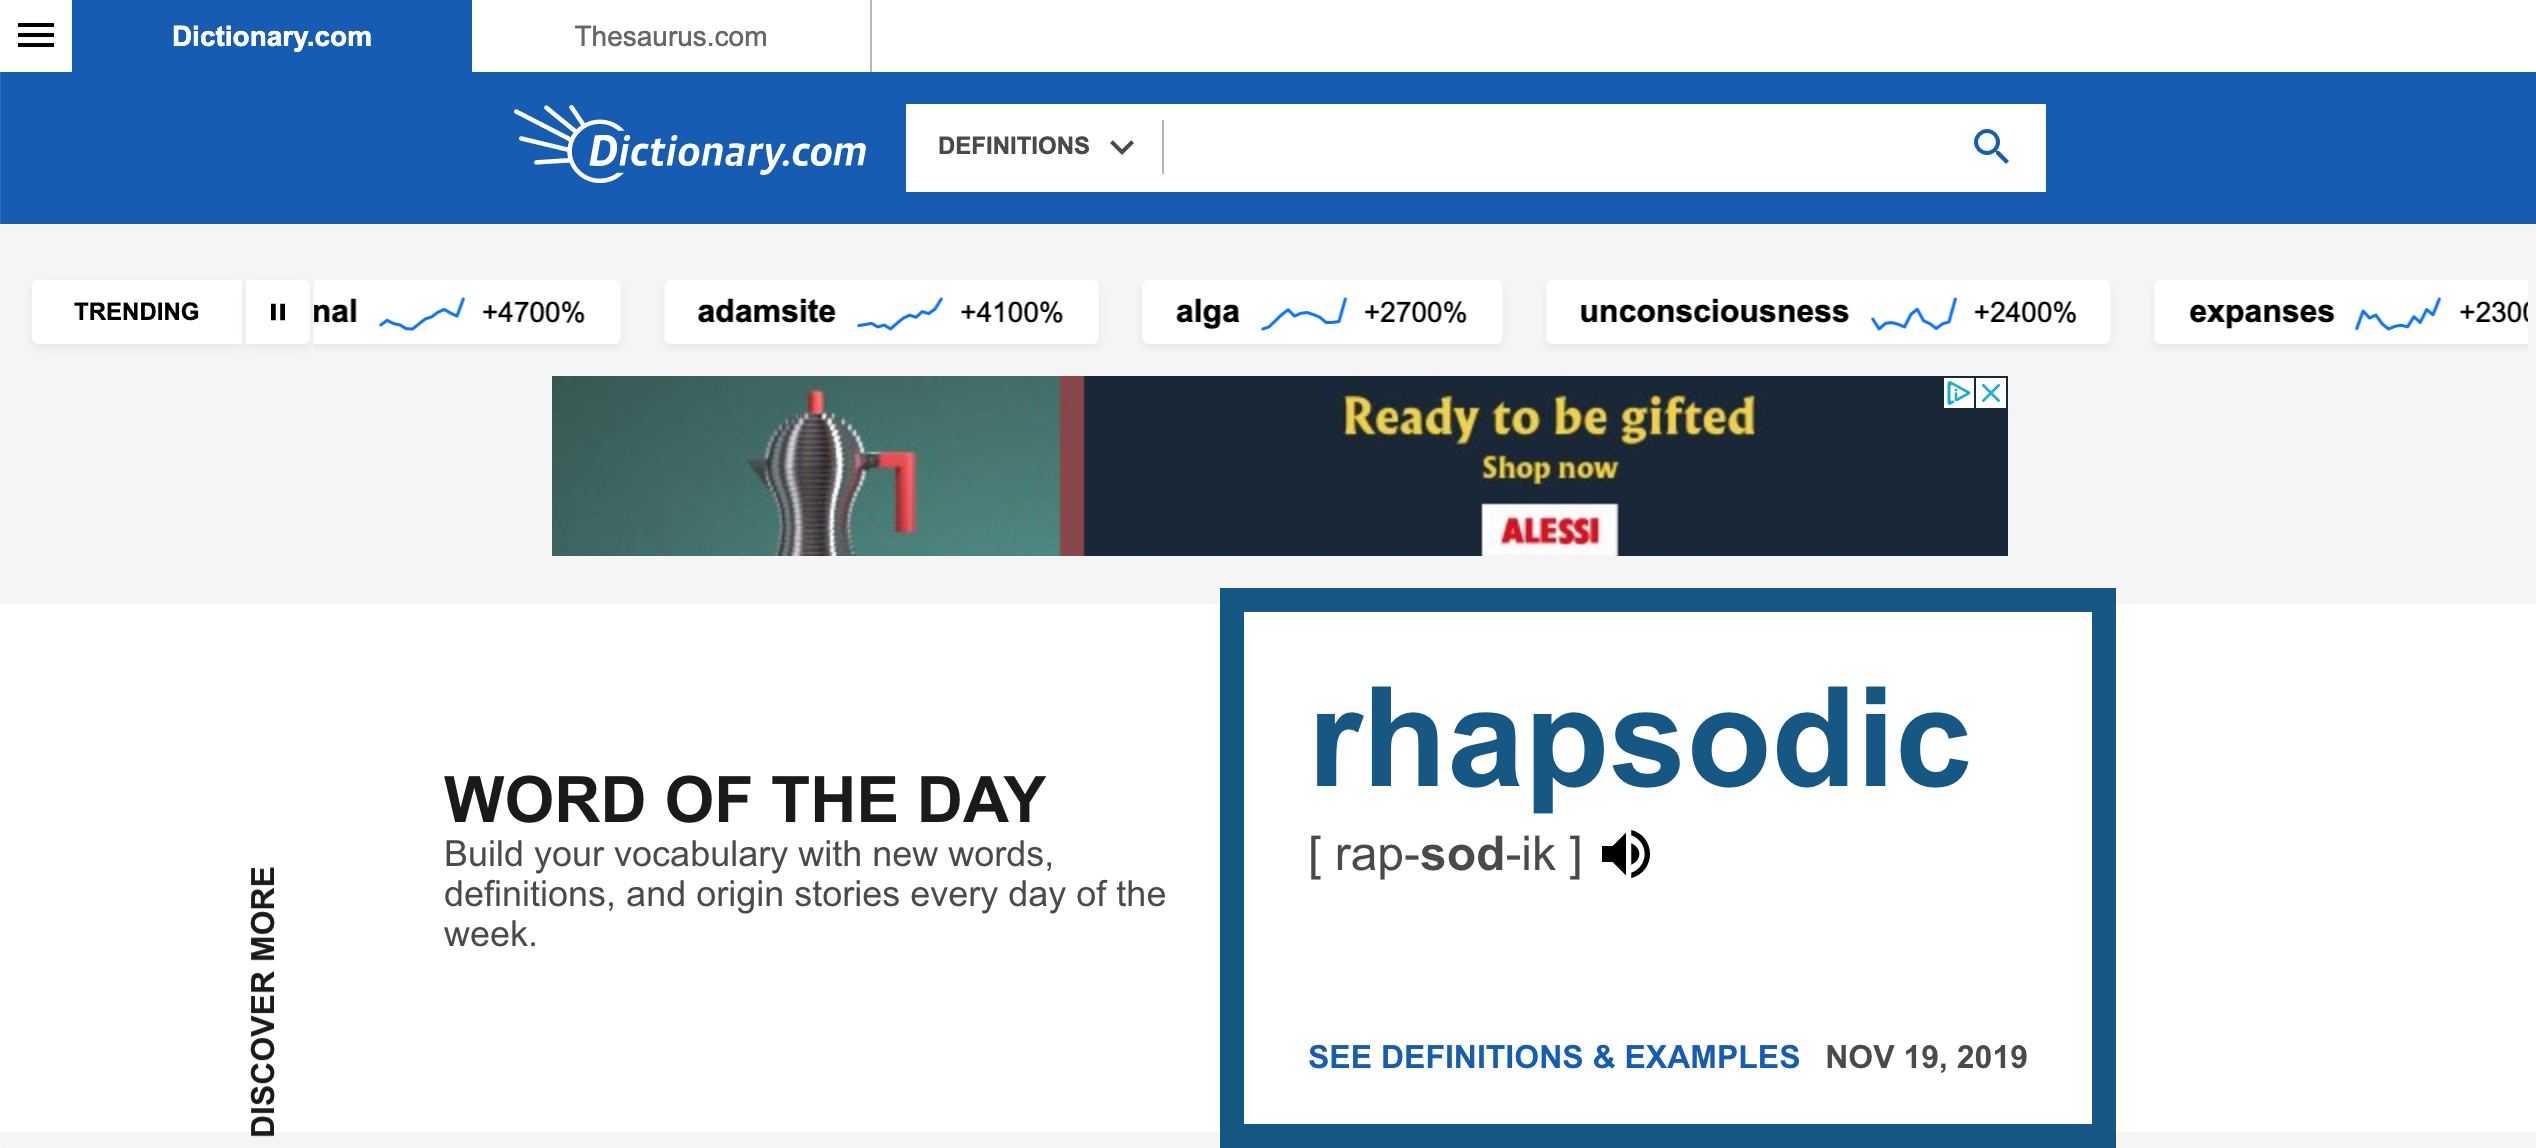 Dictionary.com
Thesaurus.com
Dictionary.com
DEFINITIONS
TRENDING
nal +4700%
adamsite +4100%
alga +2700%
unconsciousness +2400%
expanses +230
Ready to be gifted
Shop now
ALESSI
WORD OF THE DAY
Build your vocabulary with new words,
definitions, and origin stories every day of the
week.
DISCOVER MORE
rhapsodic
[ rap-sod-ik ]
SEE DEFINITIONS & EXAMPLES NOV 19, 2019